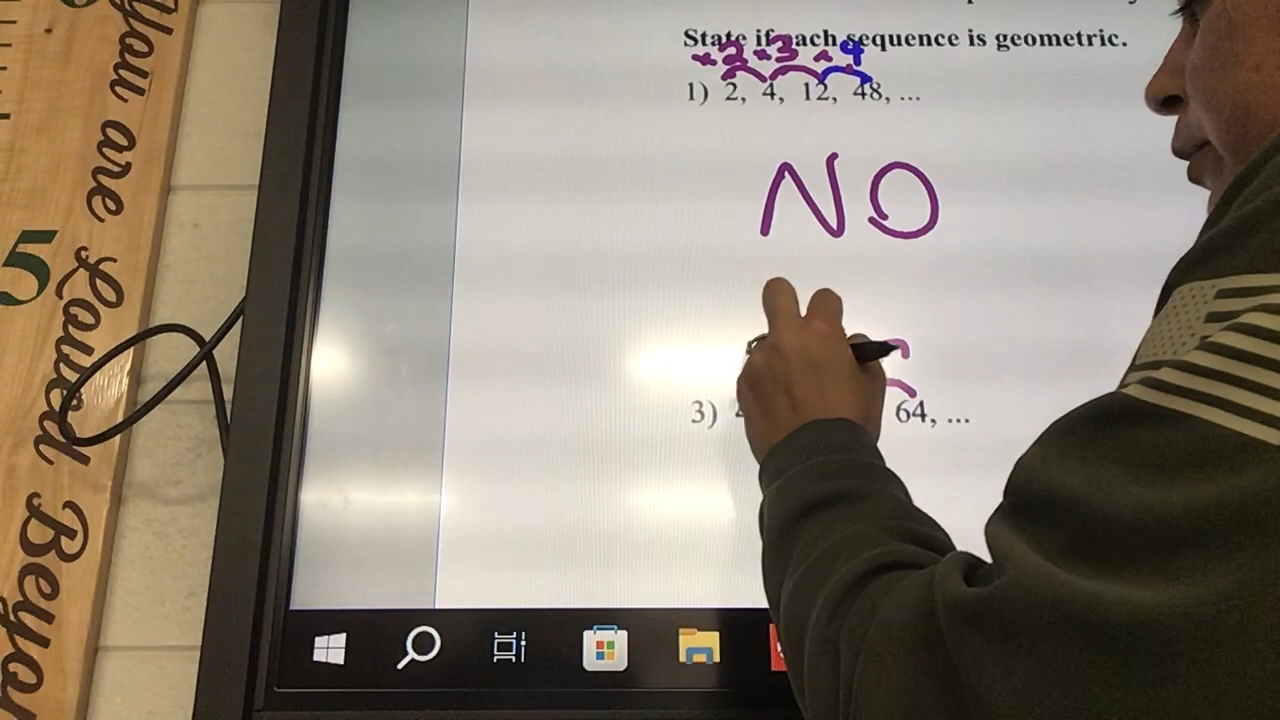 State if each sequence is geometric.
×2 ×3 ×4
1) 2, 4, 12, 48, ...
NO
3) 64, ...
You are Loved Beyon
5